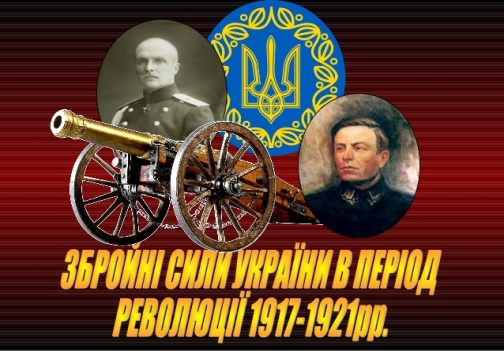 ЗБРОЙНІ СИЛИ УКРАЇНИ В ПЕРІОД
РЕВОЛЮЦІЇ 1917-1921рр.